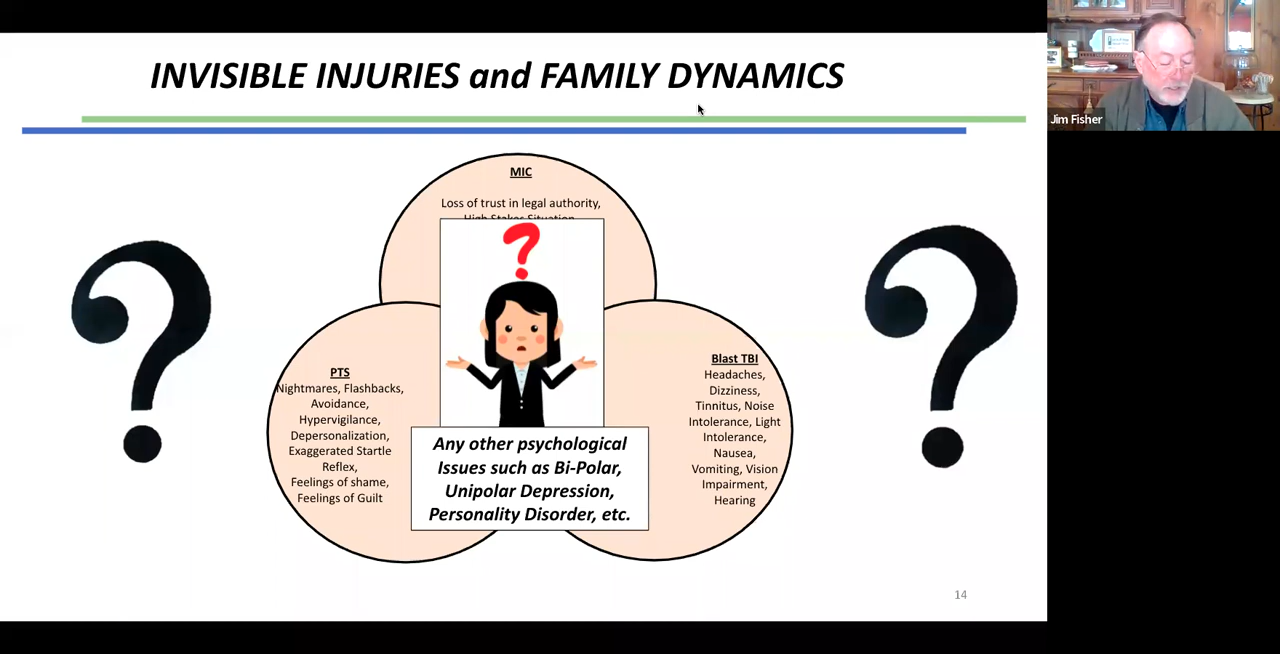 INVISIBLE INJURIES and FAMILY DYNAMICS
Jim Fisher
MIC
Loss of trust in legal authority,
High Stakes Situation
PTS
Nightmares, Flashbacks,
Avoidance,
Hypervigilance,
Depersonalization,
Exaggerated Startle
Reflex,
Feelings of shame,
Feelings of Guilt
?
?
?
Any other psychological
Issues such as Bi-Polar,
Unipolar Depression,
Personality Disorder, etc.
Blast TBI
Headaches,
Dizziness,
Tinnitus, Noise
Intolerance, Light
Intolerance,
Nausea,
Vomiting, Vision
Impairment,
Hearing
14